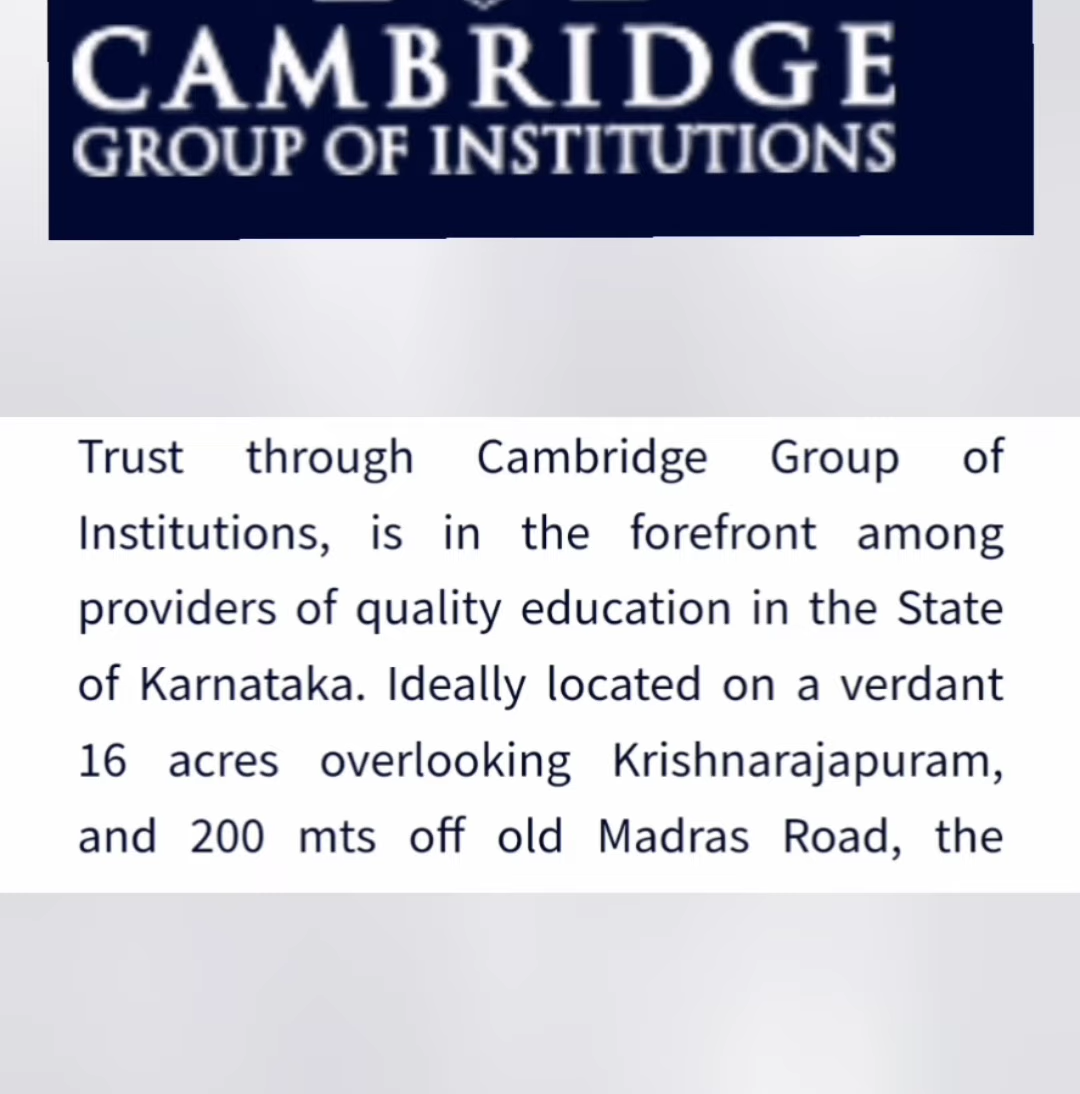 CAMBRIDGE
GROUP OF INSTITUTIONS
Trust through Cambridge Group of
Institutions, is in the forefront among
providers of quality education in the State
of Karnataka. Ideally located on a verdant
16 acres overlooking Krishnarajapuram,
and 200 mts off old Madras Road, the